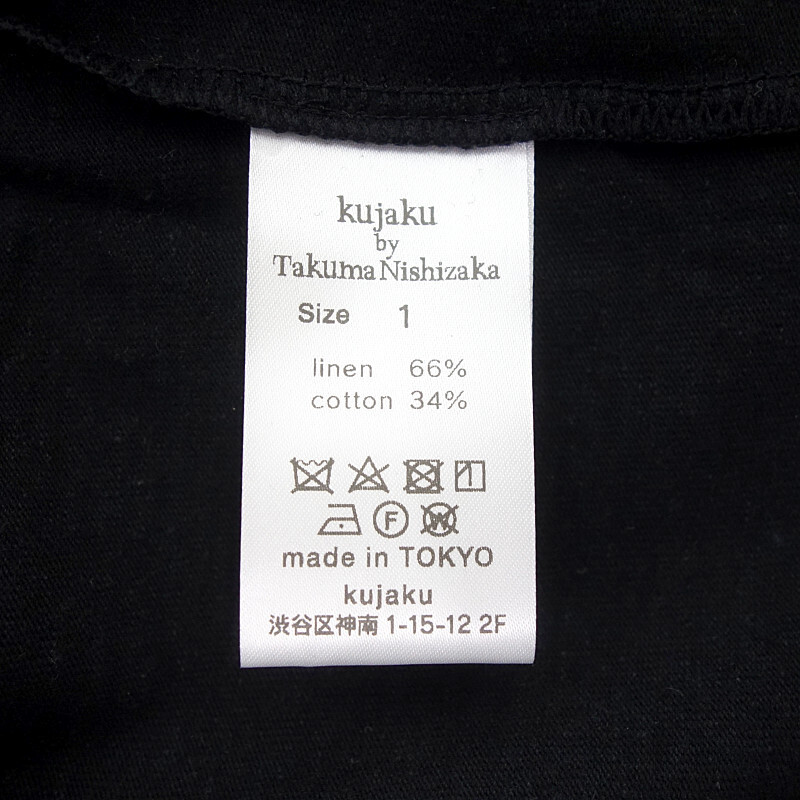 kujaku
by
Takuma Nishizaka
Size 1
linen 66%
cotton 34%
F W
made in TOKYO
kujaku
渋谷区神南 1-15-12 2F